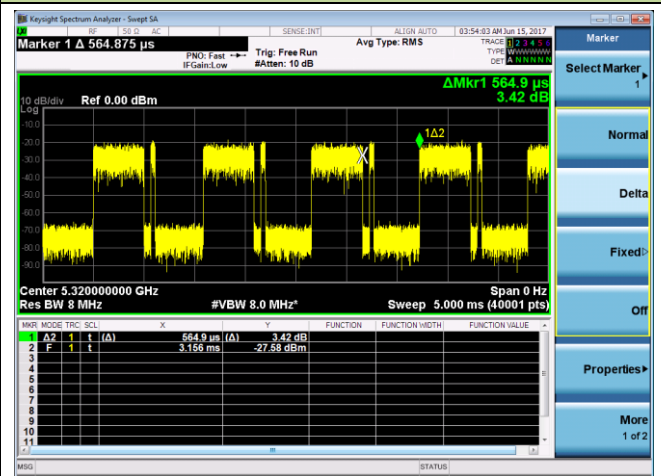 Keysight Spectrum Analyzer - Swept SA
RF 50 Ω AC SENSE:INT ALIGN AUTO 03:54:03 AM Jun 15, 2017
Marker 1 Δ 564.875 μs
PNO: Fast
IFGain:Low
Trig: Free Run
#Atten: 10 dB
Avg Type: RMS
TRACE 1 2 3 4 5 6
TYPE WWWWWW
DET A N N N N N
ΔMkr1 564.9 μs
3.42 dB
10 dB/div Ref 0.00 dBm
Log
-10.0
-20.0
-30.0
-40.0
-50.0
-60.0
-70.0
-80.0
-90.0
1Δ2
X
Center 5.320000000 GHz Span 0 Hz
Res BW 8 MHz #VBW 8.0 MHz* Sweep 5.000 ms (40001 pts)
MKR MODE TRC SCL X Y FUNCTION FUNCTION WIDTH FUNCTION VALUE
1 Δ2 1 t (Δ) 564.9 μs (Δ) 3.42 dB
2 F 1 t 3.156 ms -27.58 dBm
3
4
5
6
7
8
9
10
11
MSG STATUS
Marker
Select Marker
1
Normal
Delta
Fixed
Off
Properties
More
1 of 2